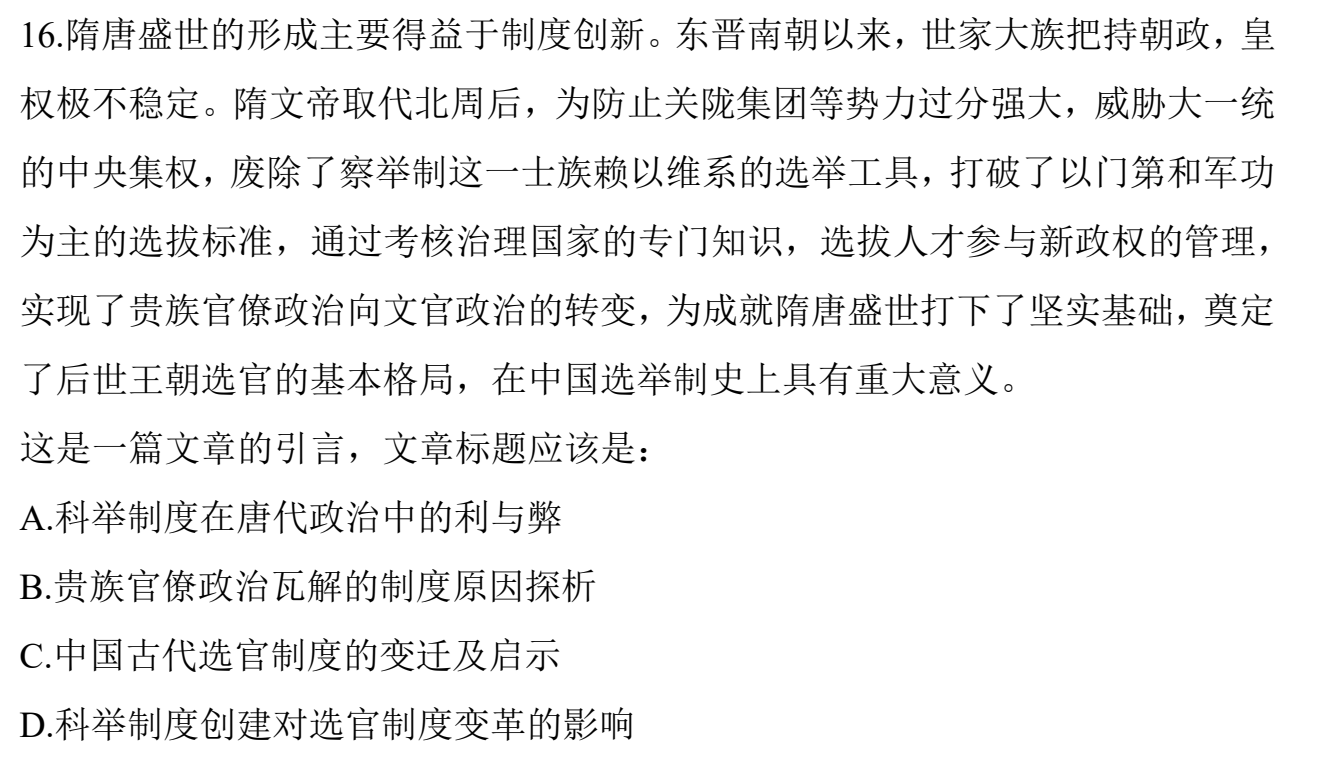 16.隋唐盛世的形成主要得益于制度创新。东晋南朝以来，世家大族把持朝政，皇
权极不稳定。隋文帝取代北周后，为防止关陇集团等势力过分强大，威胁大一统
的中央集权，废除了察举制这一士族赖以维系的选举工具，打破了以门第和军功
为主的选拔标准，通过考核治理国家的专门知识，选拔人才参与新政权的管理，
实现了贵族官僚政治向文官政治的转变，为成就隋唐盛世打下了坚实基础，奠定
了后世王朝选官的基本格局，在中国选举制史上具有重大意义。
这是一篇文章的引言，文章标题应该是：
A.科举制度在唐代政治中的利与弊
B.贵族官僚政治瓦解的制度原因探析
C.中国古代选官制度的变迁及启示
D.科举制度创建对选官制度变革的影响